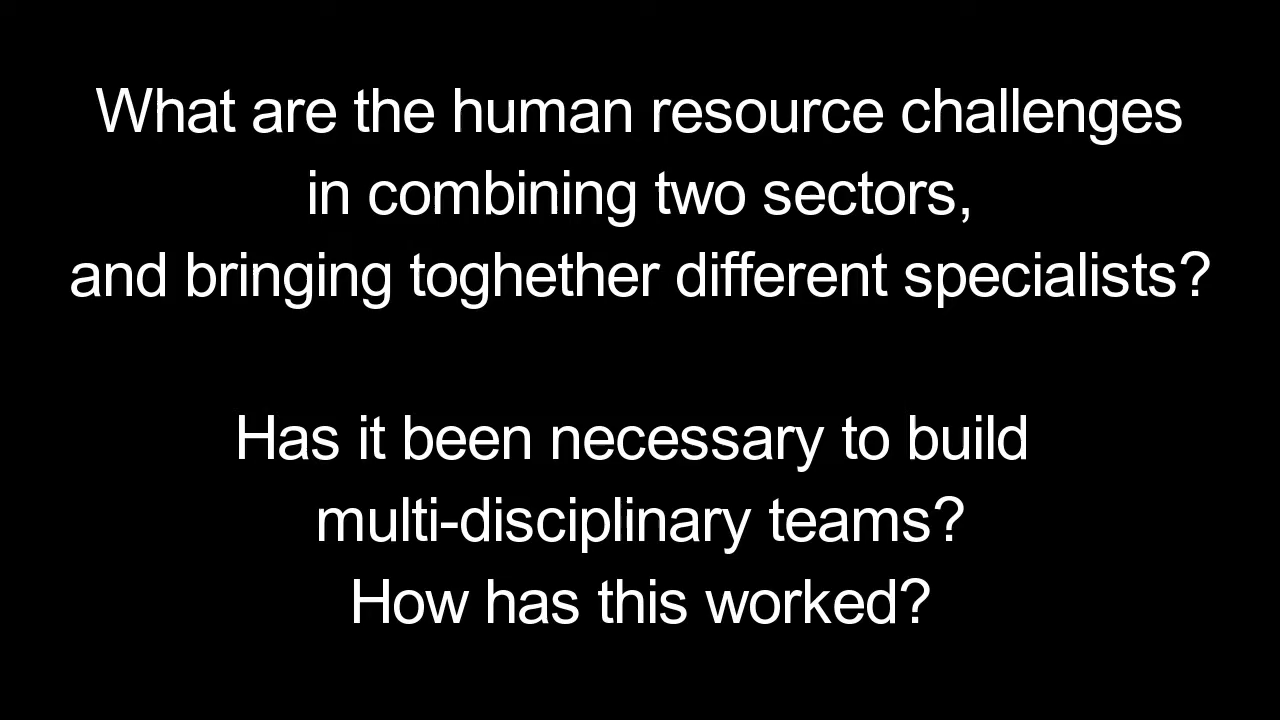 What are the human resource challenges
in combining two sectors,
and bringing toghether different specialists?
Has it been necessary to build
multi-disciplinary teams?
How has this worked?